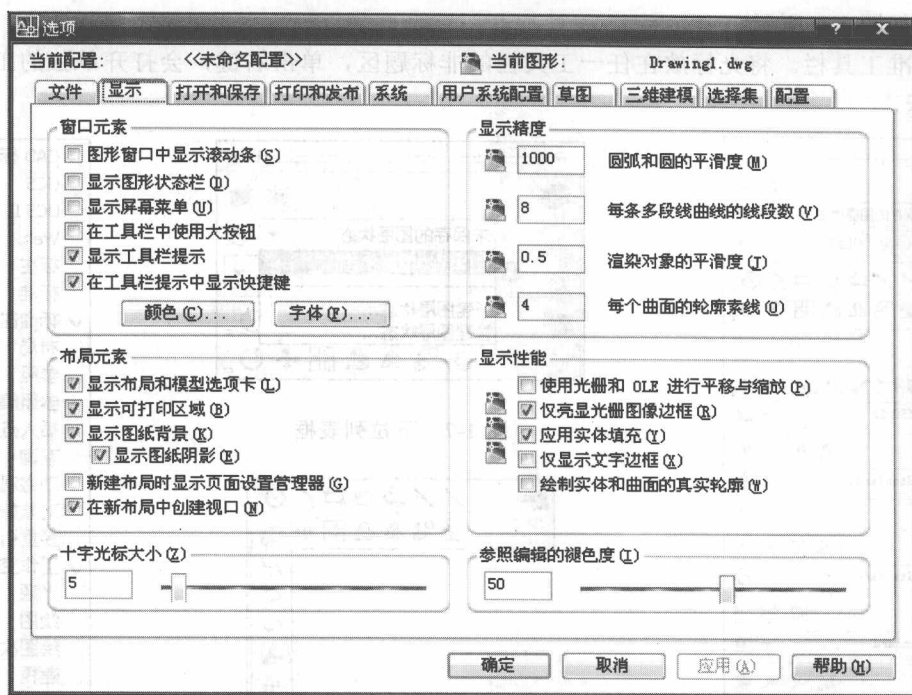 选项
当前配置: <<未命名配置>> 当前图形: Drawing1.dwg
文件 显示 打开和保存 打印和发布 系统 用户系统配置 草图 三维建模 选择集 配置
窗口元素
图形窗口中显示滚动条(S)
显示图形状态栏(D)
显示屏幕菜单(U)
在工具栏中使用大按钮
显示工具栏提示
在工具栏提示中显示快捷键
颜色(C)... 字体(F)...
显示精度
1000 圆弧和圆的平滑度(M)
8 每条多段线曲线的线段数(V)
0.5 渲染对象的平滑度(T)
4 每个曲面的轮廓素线(O)
布局元素
显示布局和模型选项卡(L)
显示可打印区域(B)
显示图纸背景(K)
显示图纸阴影(E)
新建布局时显示页面设置管理器(G)
在新布局中创建视口(N)
显示性能
使用光栅和 OLE 进行平移与缩放(P)
仅亮显光栅图像边框(R)
应用实体填充(Y)
仅显示文字边框(X)
绘制实体和曲面的真实轮廓(W)
十字光标大小(Z)
5
参照编辑的褪色度(I)
50
确定 取消 应用(A) 帮助(H)